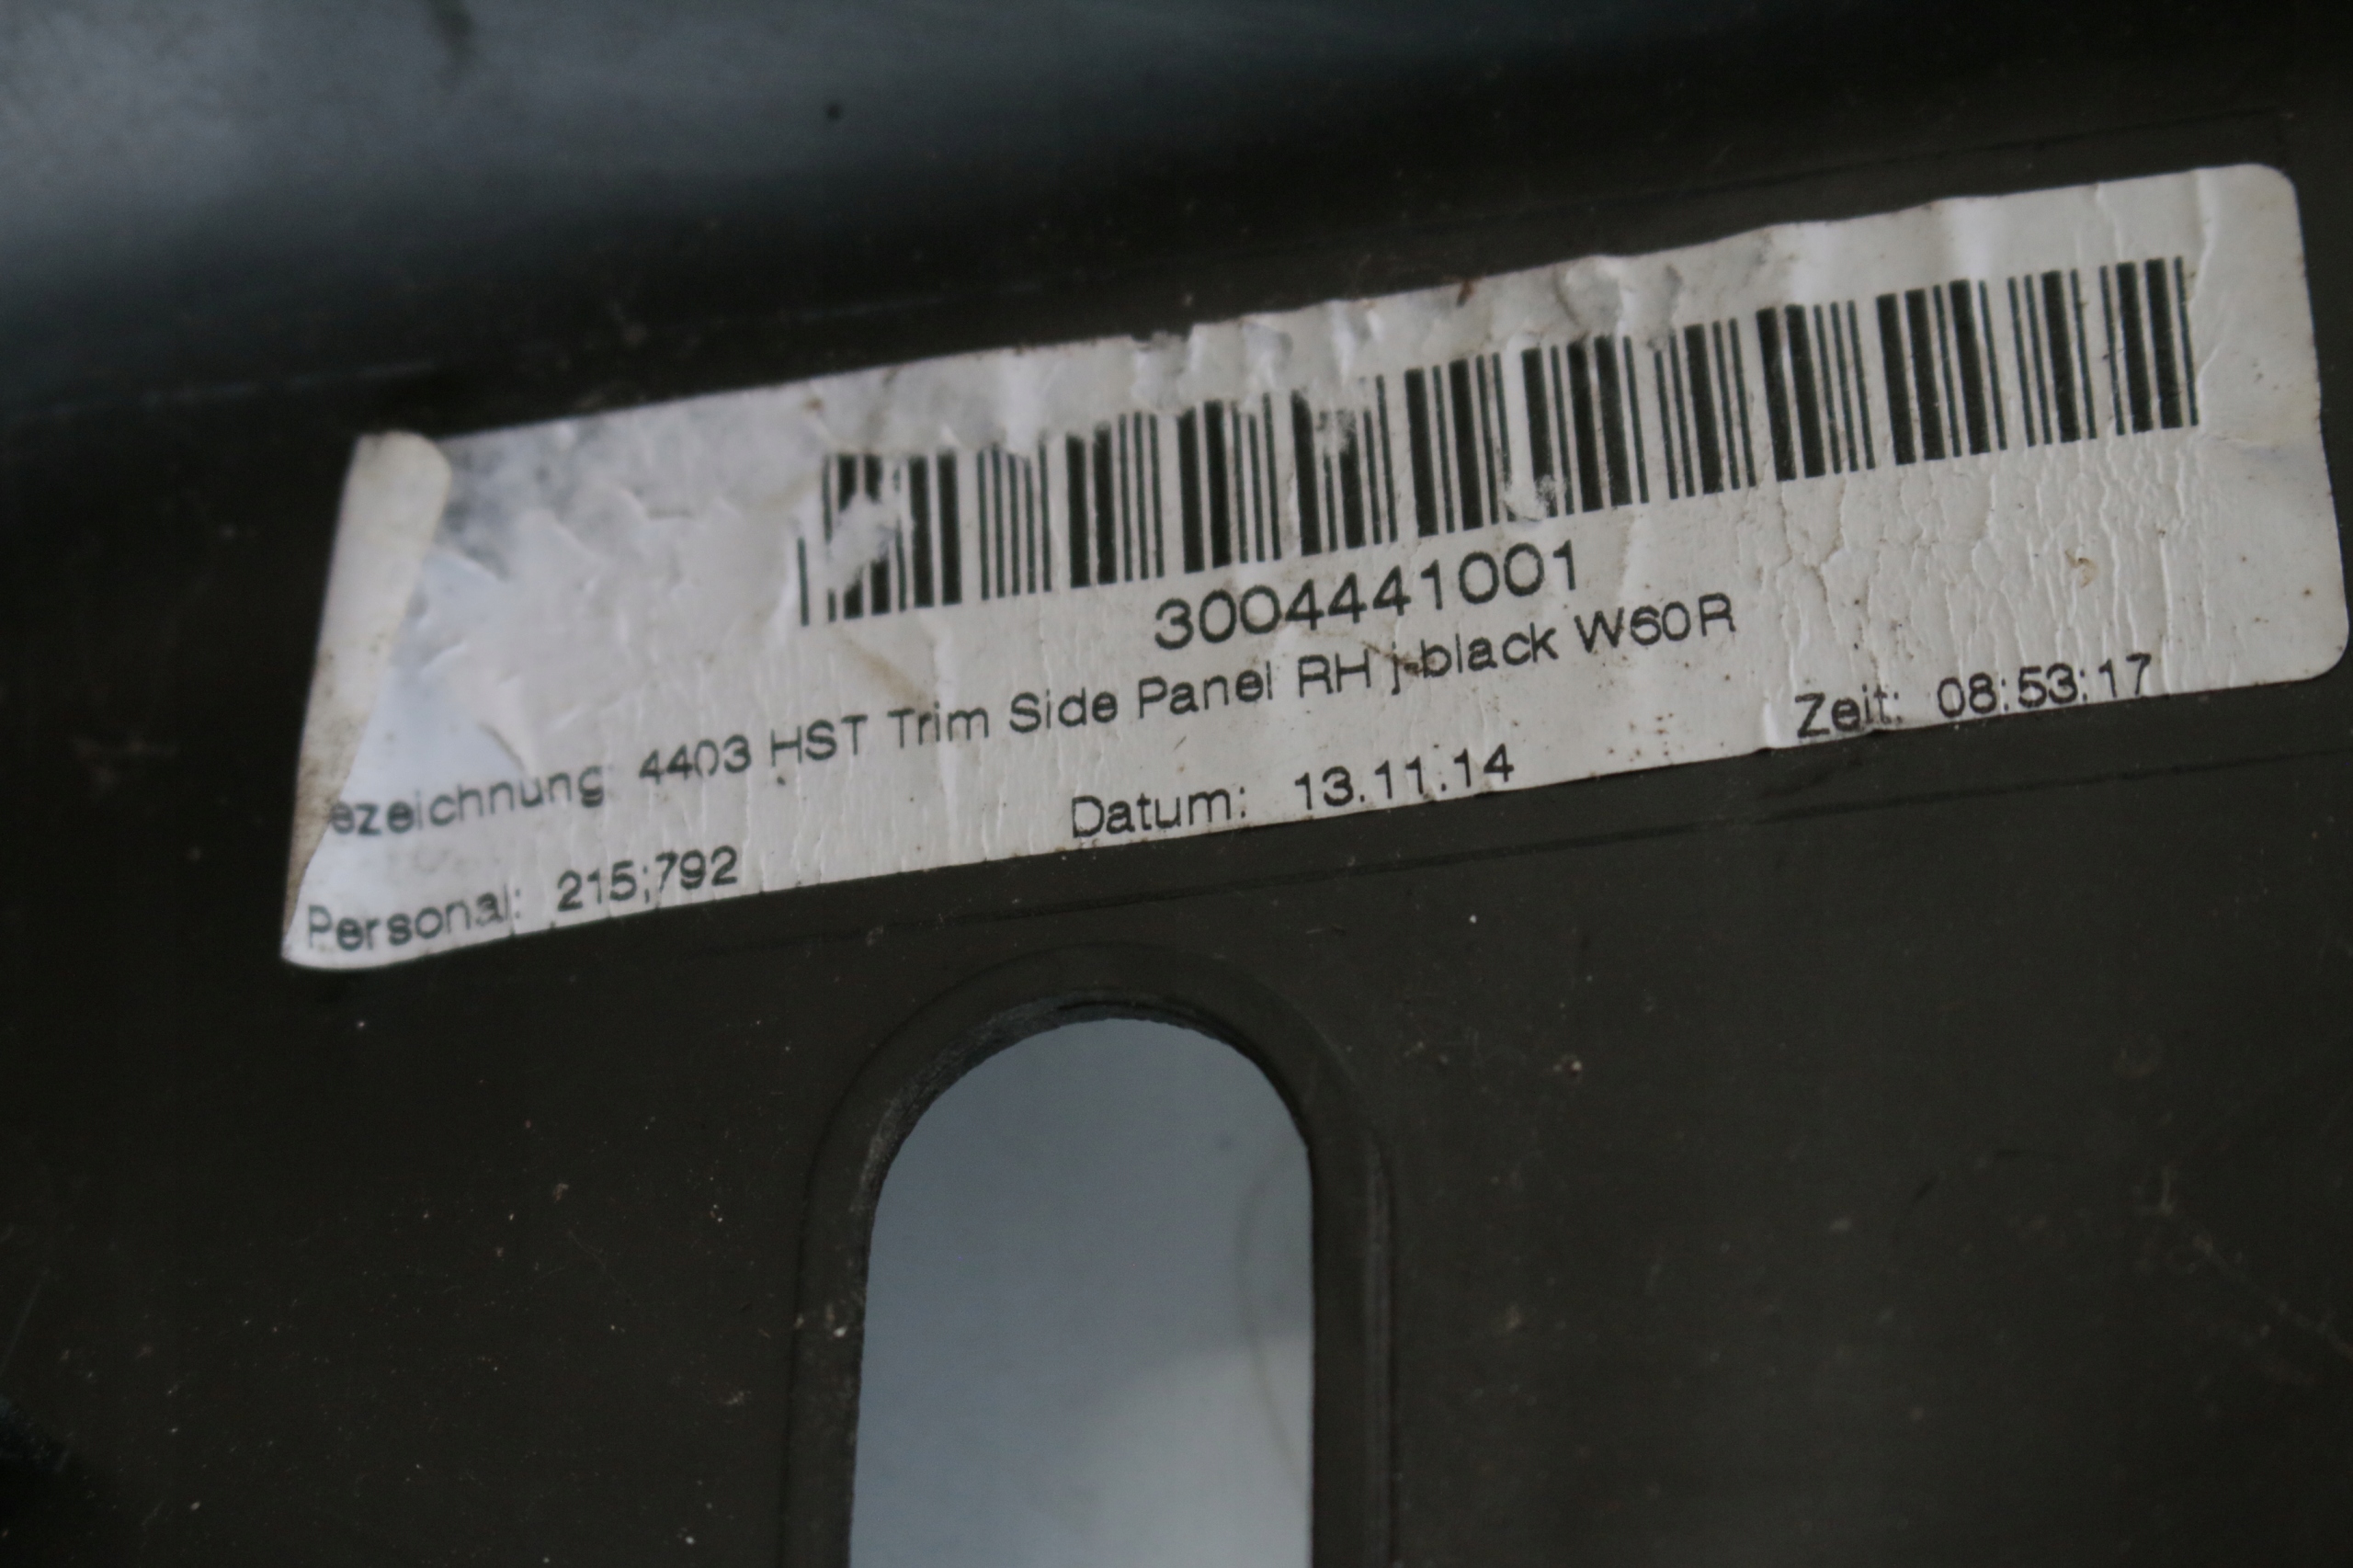 3004441001
ezeichnung: 4403 HST Trim Side Panel RH j-black W60R
Personal: 215;792 Datum: 13.11.14 Zeit: 08:53:17